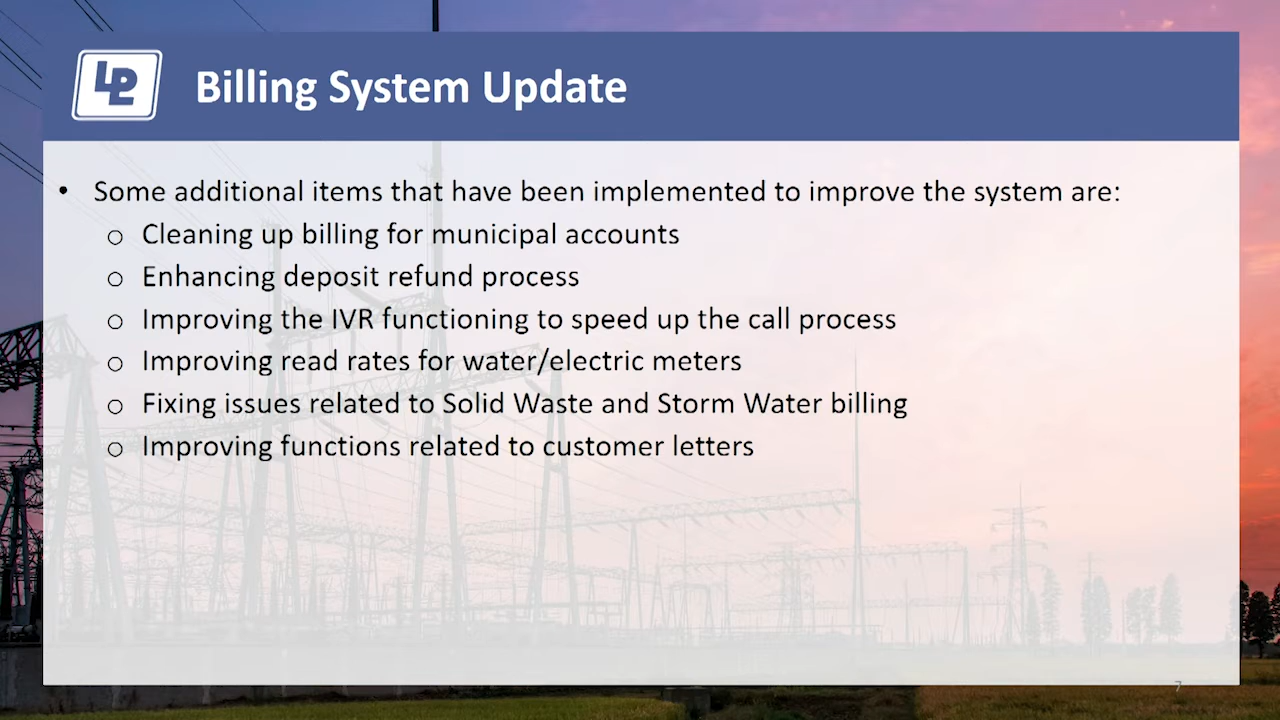 LPL
Billing System Update
• Some additional items that have been implemented to improve the system are:
o Cleaning up billing for municipal accounts
o Enhancing deposit refund process
o Improving the IVR functioning to speed up the call process
o Improving read rates for water/electric meters
o Fixing issues related to Solid Waste and Storm Water billing
o Improving functions related to customer letters
7